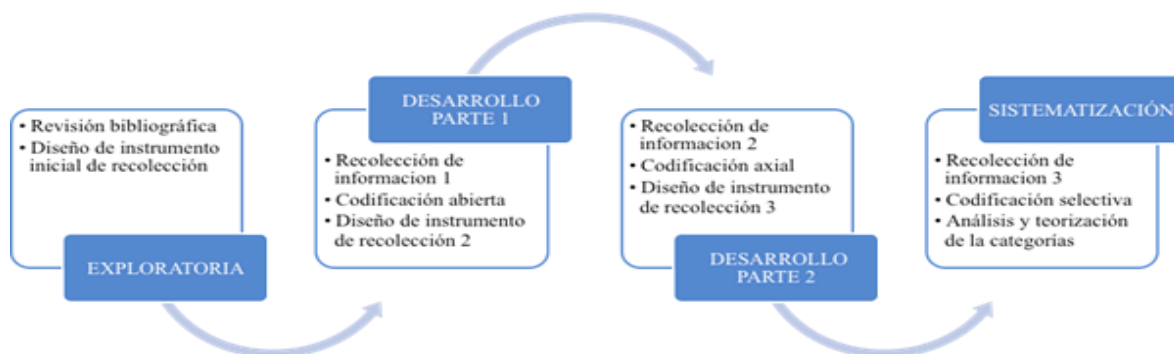 • Revisión bibliográfica
• Diseño de instrumento
inicial de recolección
EXPLORATORIA
DESARROLLO
PARTE 1
• Recolección de
informacion 1
• Codificación abierta
• Diseño de instrumento
de recolección 2
• Recolección de
informacion 2
• Codificación axial
• Diseño de instrumento
de recolección 3
DESARROLLO
PARTE 2
SISTEMATIZACIÓN
• Recolección de
informacion 3
• Codificación selectiva
• Análisis y teorización
de la categorías